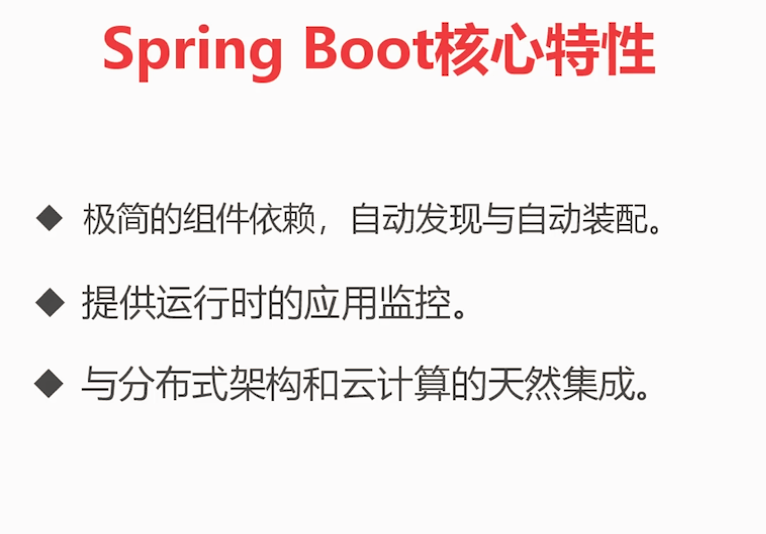 Spring Boot核心特性
◆ 极简的组件依赖，自动发现与自动装配。
◆ 提供运行时的应用监控。
◆ 与分布式架构和云计算的天然集成。